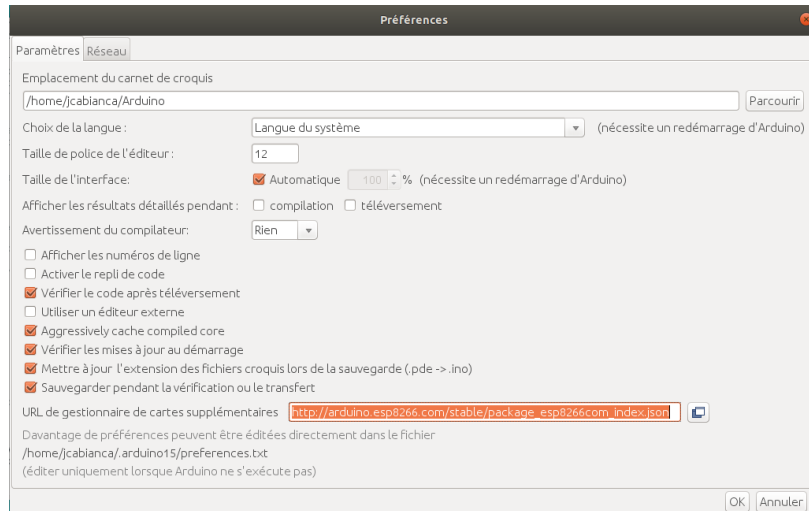 Préférences
Paramètres Réseau
Emplacement du carnet de croquis
/home/jcabianca/Arduino Parcourir
Choix de la langue : Langue du système (nécessite un redémarrage d'Arduino)
Taille de police de l'éditeur : 12
Taille de l'interface: Automatique 100 % (nécessite un redémarrage d'Arduino)
Afficher les résultats détaillés pendant : compilation téléversement
Avertissement du compilateur: Rien
Afficher les numéros de ligne
Activer le repli de code
Vérifier le code après téléversement
Utiliser un éditeur externe
Aggressively cache compiled core
Vérifier les mises à jour au démarrage
Mettre à jour l'extension des fichiers croquis lors de la sauvegarde (.pde -> .ino)
Sauvegarder pendant la vérification ou le transfert
URL de gestionnaire de cartes supplémentaires http://arduino.esp8266.com/stable/package_esp8266com_index.json
Davantage de préférences peuvent être éditées directement dans le fichier
/home/jcabianca/.arduino15/preferences.txt
(éditer uniquement lorsque Arduino ne s'exécute pas)
OK Annuler